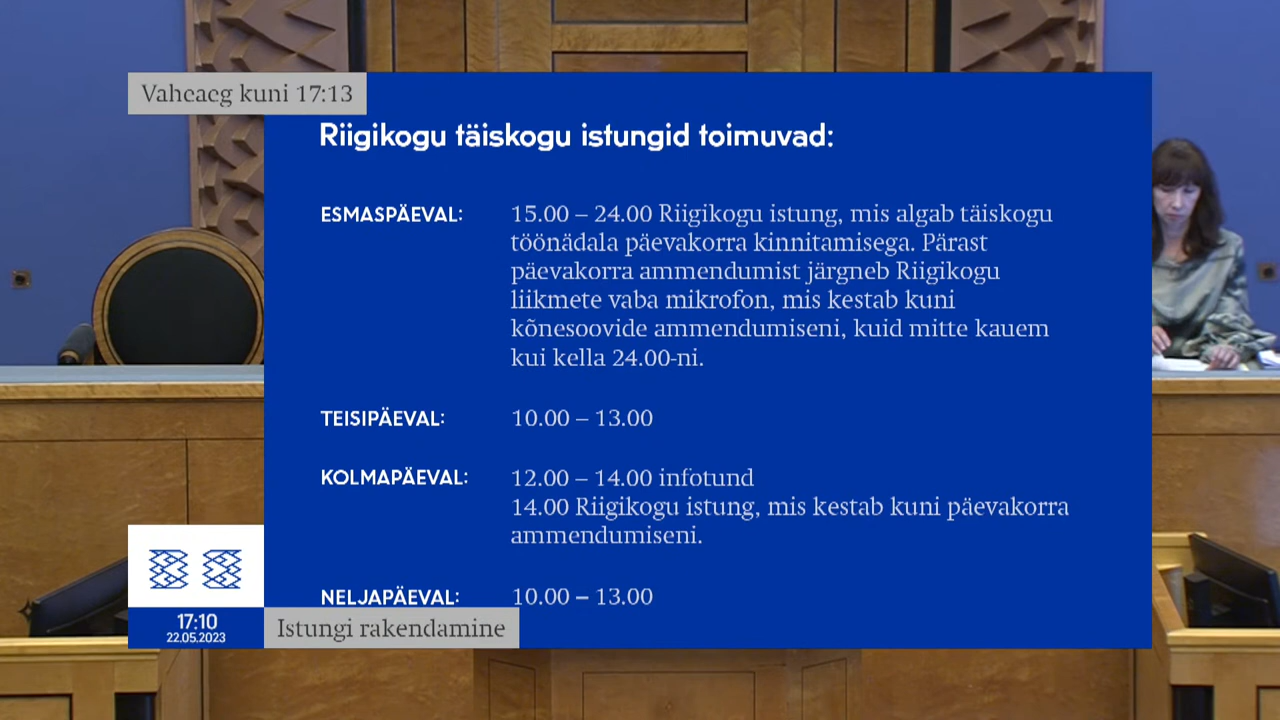 Vaheaeg kuni 17:13
Riigikogu täiskogu istungid toimuvad:
ESMASPÄEVAL:
15.00 – 24.00 Riigikogu istung, mis algab täiskogu
töönädala päevakorra kinnitamisega. Pärast
päevakorra ammendumist järgneb Riigikogu
liikmete vaba mikrofon, mis kestab kuni
kõnesoovide ammendumiseni, kuid mitte kauem
kui kella 24.00-ni.
TEISIPÄEVAL:
10.00 – 13.00
KOLMAPÄEVAL:
12.00 – 14.00 infotund
14.00 Riigikogu istung, mis kestab kuni päevakorra
ammendumiseni.
NELJAPÄEVAL:
10.00 – 13.00
17:10
22.05.2023
Istungi rakendamine